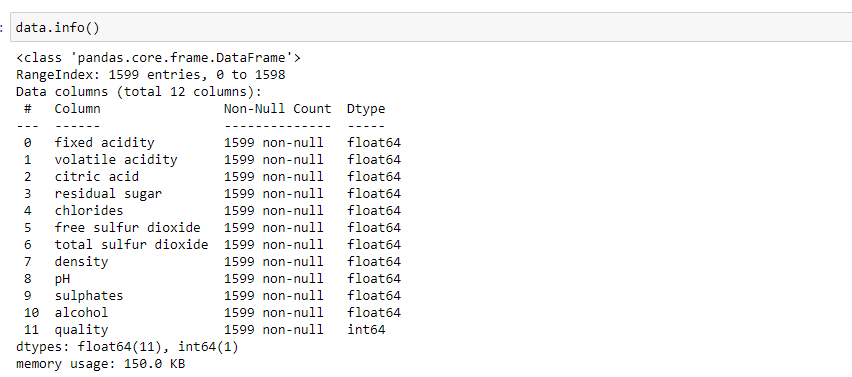 : data.info()
<class 'pandas.core.frame.DataFrame'>
RangeIndex: 1599 entries, 0 to 1598
Data columns (total 12 columns):
 #   Column                Non-Null Count  Dtype
---  ------                --------------  -----
 0   fixed acidity         1599 non-null   float64
 1   volatile acidity      1599 non-null   float64
 2   citric acid           1599 non-null   float64
 3   residual sugar        1599 non-null   float64
 4   chlorides             1599 non-null   float64
 5   free sulfur dioxide   1599 non-null   float64
 6   total sulfur dioxide  1599 non-null   float64
 7   density               1599 non-null   float64
 8   pH                    1599 non-null   float64
 9   sulphates             1599 non-null   float64
 10  alcohol               1599 non-null   float64
 11  quality               1599 non-null   int64
dtypes: float64(11), int64(1)
memory usage: 150.0 KB